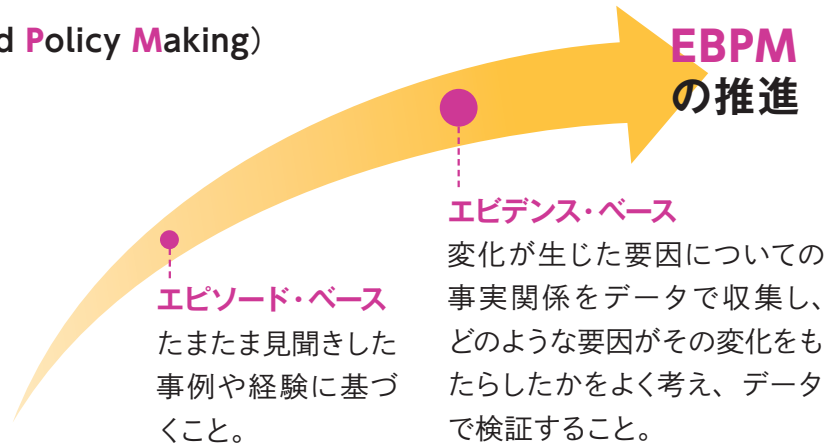 d Policy Making）
EBPM
の推進
エビデンス・ベース
変化が生じた要因についての
事実関係をデータで収集し、
どのような要因がその変化をも
たらしたかをよく考え、データ
で検証すること。
エピソード・ベース
たまたま見聞きした
事例や経験に基づ
くこと。